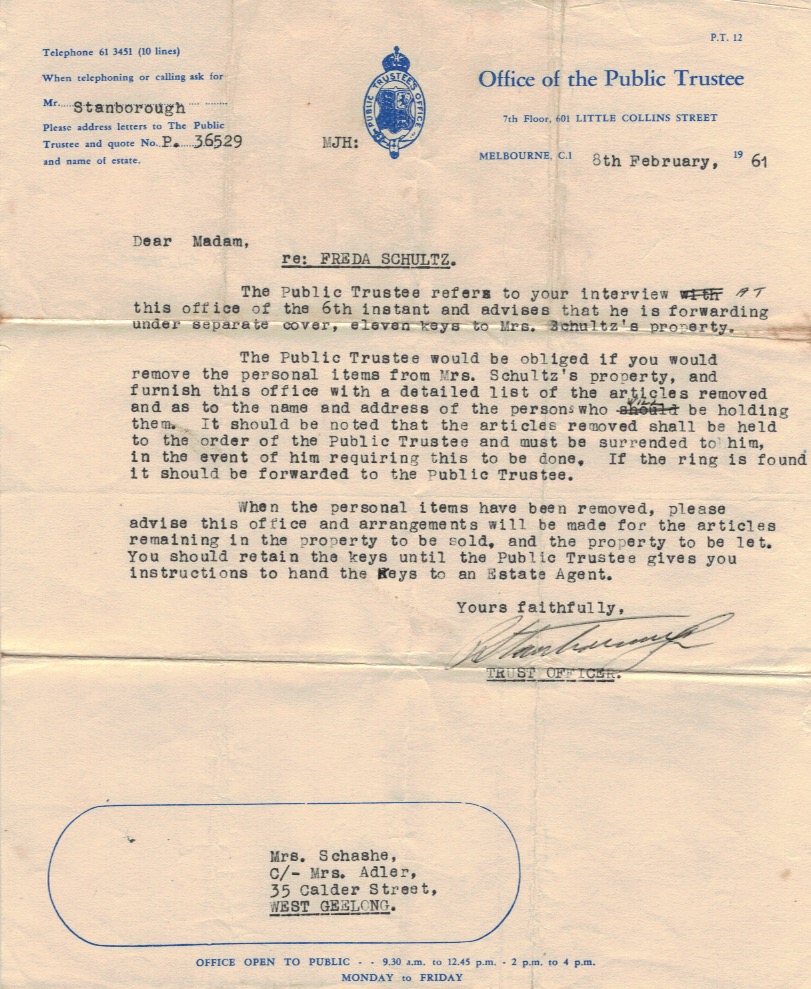 P.T. 12
Telephone 61 3451 (10 lines)
When telephoning or calling ask for
Mr. Stanborough
Please address letters to The Public
Trustee and quote No. P. 36529
and name of estate.
MJH:
PUBLIC TRUSTEE'S OFFICE
Office of the Public Trustee
7th Floor, 601 LITTLE COLLINS STREET
MELBOURNE, C.1 8th February, 19 61
Dear Madam,
re: FREDA SCHULTZ.
The Public Trustee refers to your interview with AT
this office of the 6th instant and advises that he is forwarding
under separate cover, eleven keys to Mrs. Schultz's property.
The Public Trustee would be obliged if you would
remove the personal items from Mrs. Schultz's property, and
furnish this office with a detailed list of the articles removed
and as to the name and address of the persons who should WILL be holding
them. It should be noted that the articles removed shall be held
to the order of the Public Trustee and must be surrended to him,
in the event of him requiring this to be done. If the ring is found
it should be forwarded to the Public Trustee.
When the personal items have been removed, please
advise this office and arrangements will be made for the articles
remaining in the property to be sold, and the property to be let.
You should retain the keys until the Public Trustee gives you
instructions to hand the Keys to an Estate Agent.
Yours faithfully,
TRUST OFFICER.
Mrs. Schashe,
C/- Mrs. Adler,
35 Calder Street,
WEST GEELONG.
OFFICE OPEN TO PUBLIC - - 9.30 a.m. to 12.45 p.m. - 2 p.m. to 4 p.m.
MONDAY to FRIDAY